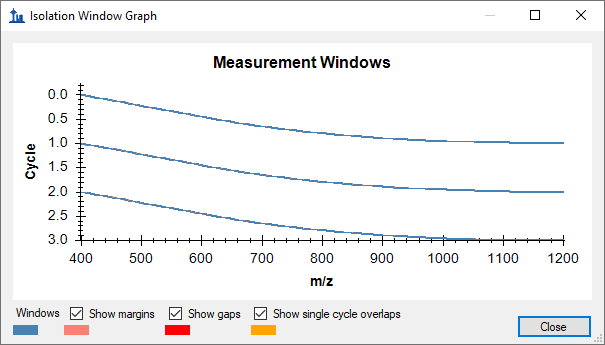 Isolation Window Graph
Measurement Windows
Cycle
0.0
0.5
1.0
1.5
2.0
2.5
3.0
400 500 600 700 800 900 1000 1100 1200
m/z
Windows Show margins Show gaps Show single cycle overlaps
Close